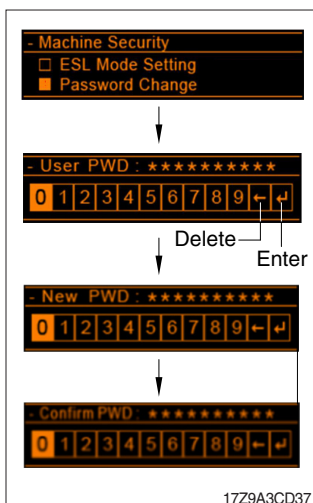 - Machine Security
□ ESL Mode Setting
■ Password Change
- User PWD : **********
0 1 2 3 4 5 6 7 8 9 ← ↵
Delete
Enter
- New PWD : **********
0 1 2 3 4 5 6 7 8 9 ← ↵
- Confirm PWD : **********
0 1 2 3 4 5 6 7 8 9 ← ↵
17Z9A3CD37